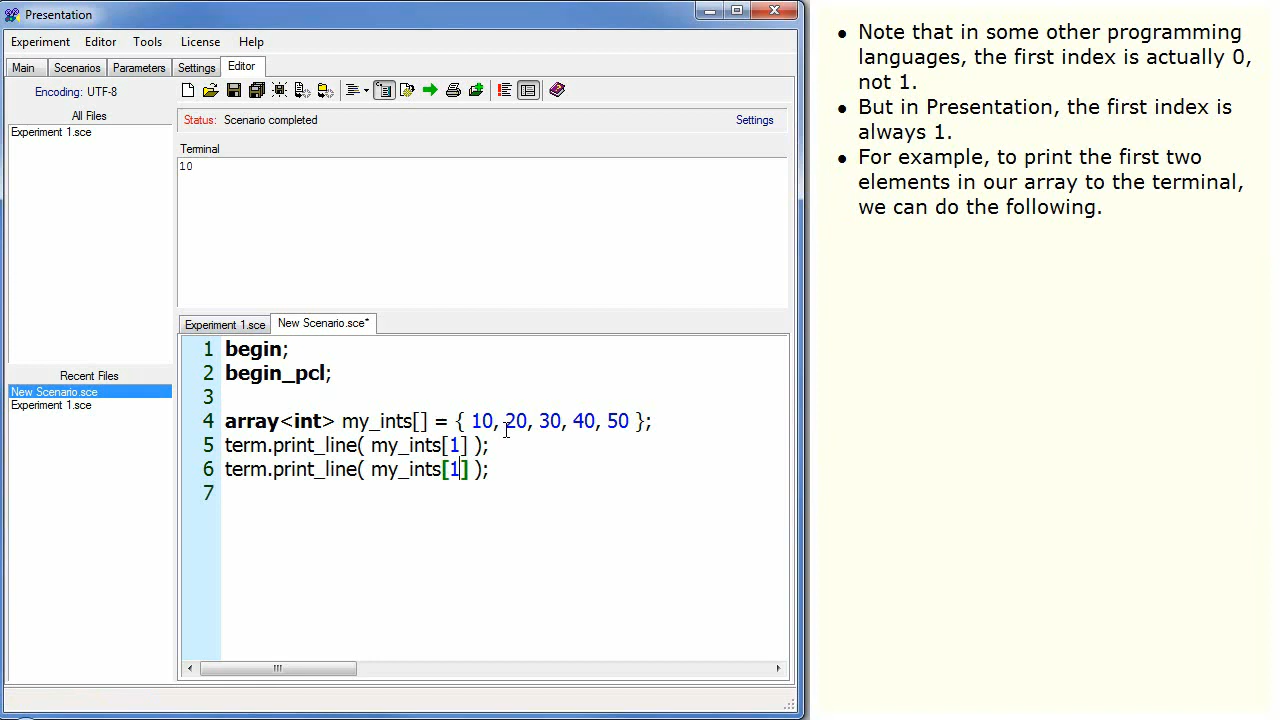 Presentation
Experiment Editor Tools License Help
Main Scenarios Parameters Settings Editor
Encoding: UTF-8
All Files
Experiment 1.sce
Status: Scenario completed Settings
Terminal
10
Recent Files
New Scenario.sce
Experiment 1.sce
Experiment 1.sce New Scenario.sce*
1 begin;
2 begin_pcl;
3
4 array<int> my_ints[] = { 10, 20, 30, 40, 50 };
5 term.print_line( my_ints[1] );
6 term.print_line( my_ints[1] );
7
• Note that in some other programming
languages, the first index is actually 0,
not 1.
• But in Presentation, the first index is
always 1.
• For example, to print the first two
elements in our array to the terminal,
we can do the following.